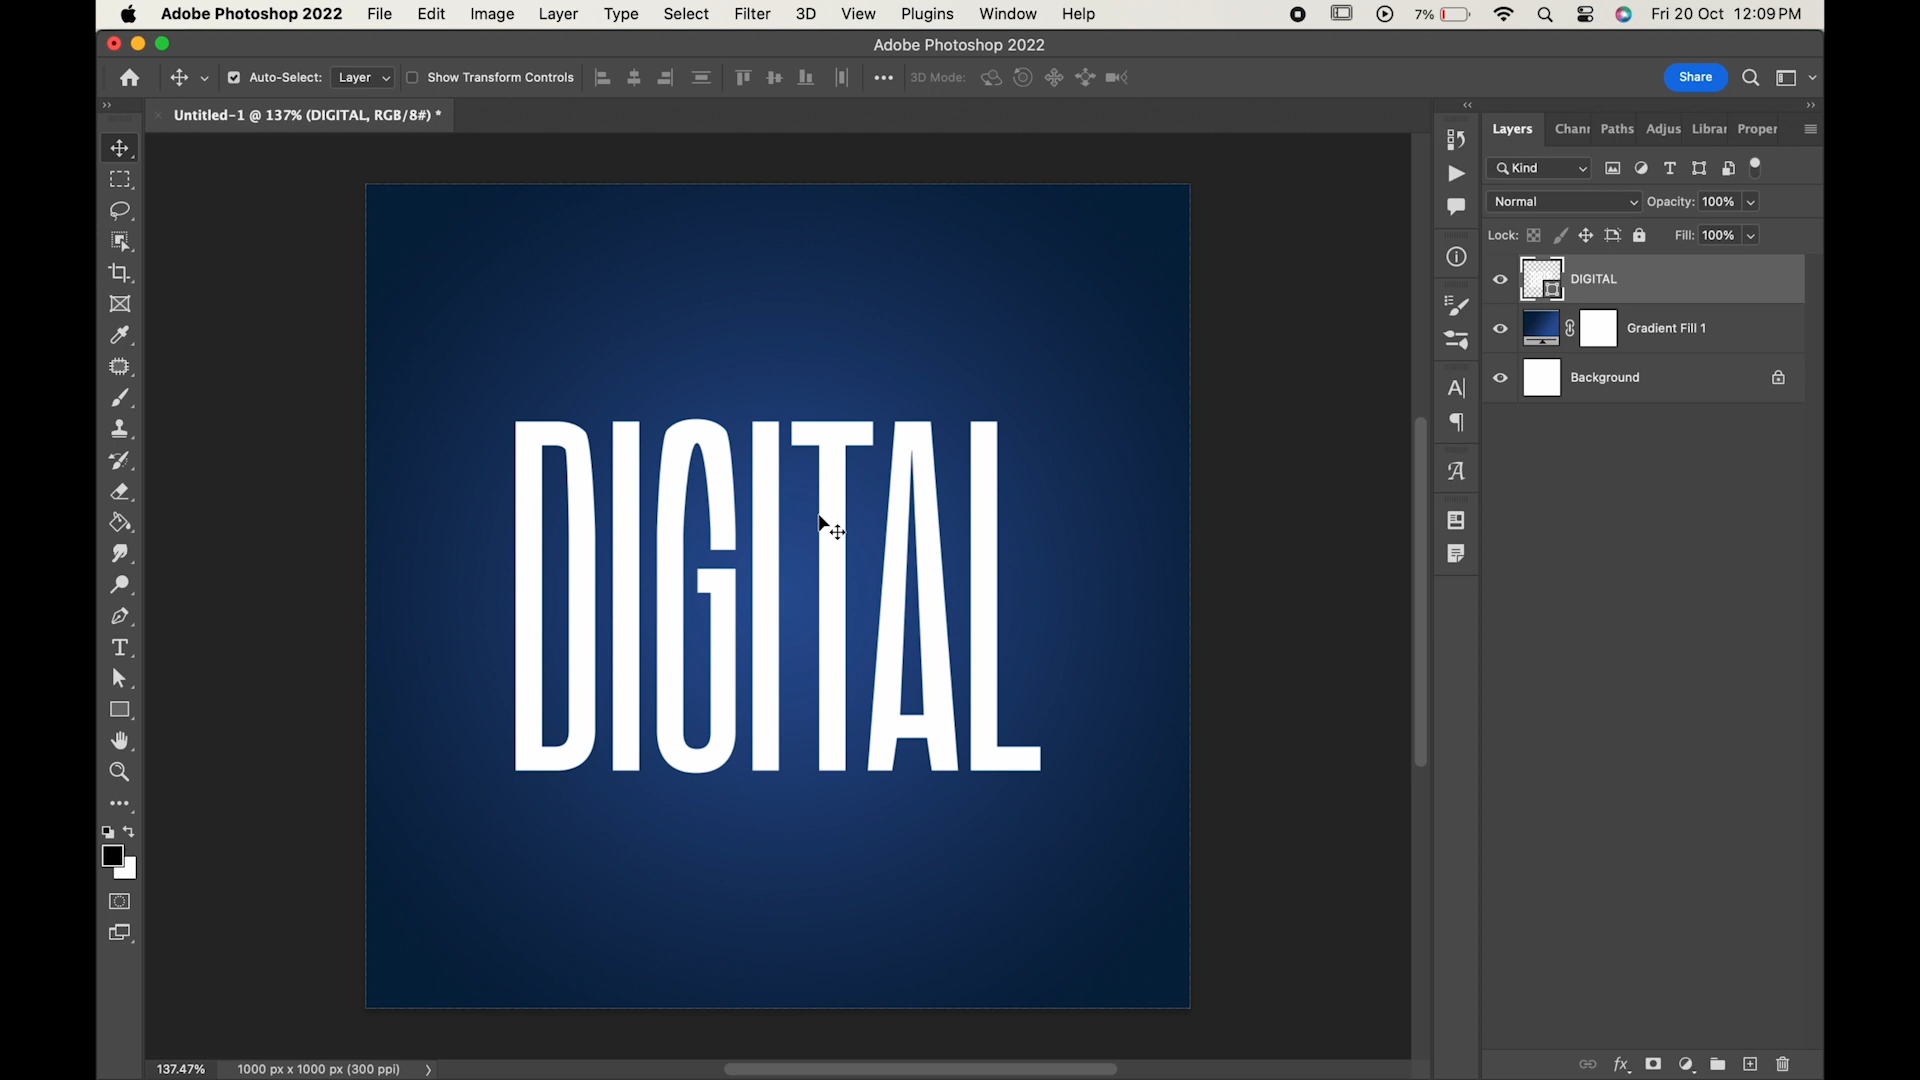 Adobe Photoshop 2022 File Edit Image Layer Type Select Filter 3D View Plugins Window Help 7% Fri 20 Oct 12:09 PM
Adobe Photoshop 2022
Auto-Select: Layer Show Transform Controls 3D Mode: Share
Untitled-1 @ 137% (DIGITAL, RGB/8#) *
Layers Chanr Paths Adjus Librar Proper
Kind
Normal Opacity: 100%
Lock: Fill: 100%
DIGITAL
Gradient Fill 1
Background
DIGITAL
137.47% 1000 px x 1000 px (300 ppi)